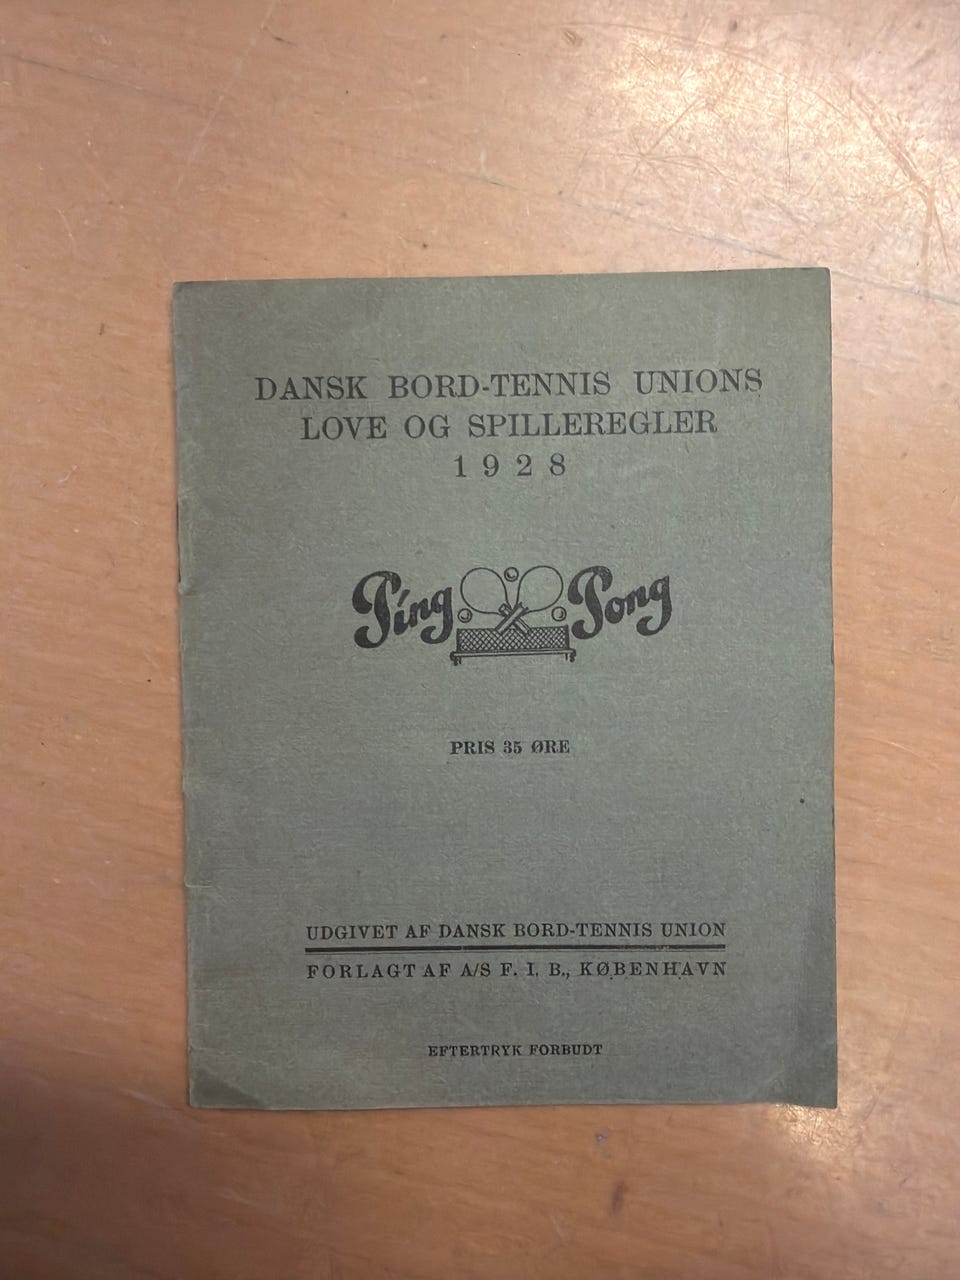 DANSK BORD-TENNIS UNIONS
LOVE OG SPILLEREGLER
1928
Ping Pong
PRIS 35 ØRE
UDGIVET AF DANSK BORD-TENNIS UNION
FORLAGT AF A/S F. I. B., KØBENHAVN
EFTERTRYK FORBUDT